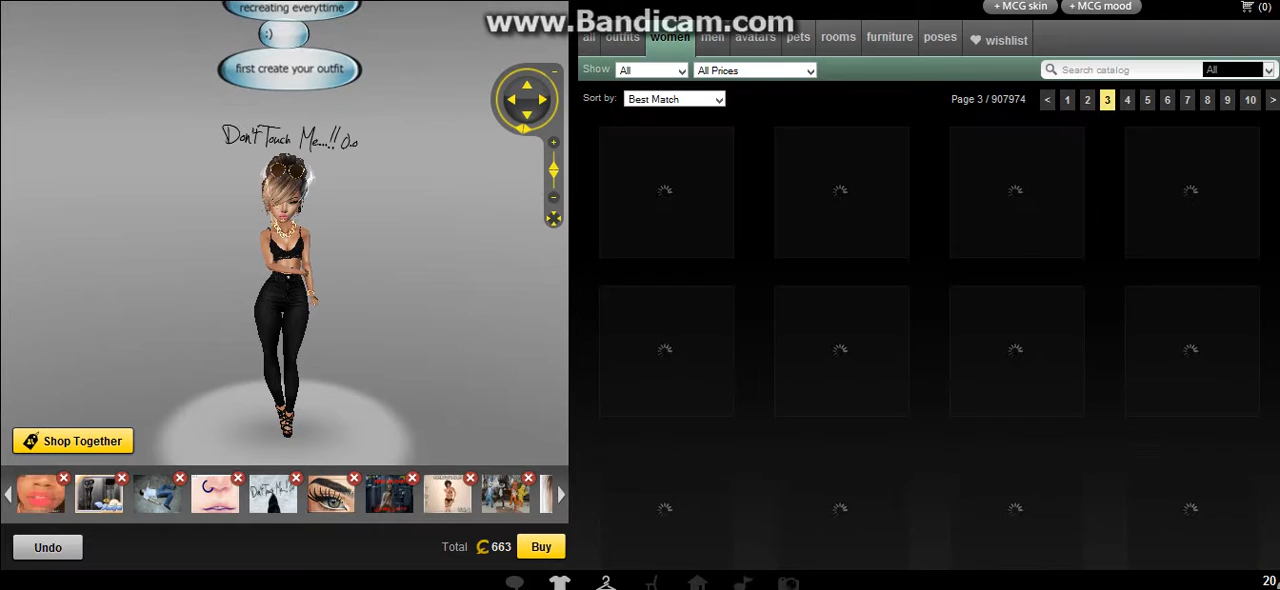 recreating everyttime
:)
first create your outfit
www.Bandicam.com
Don't Touch Me...!! O.o
Shop Together
Undo
Total 663 Buy
+ MCG skin + MCG mood (0)
all outfits women men avatars pets rooms furniture poses wishlist
Show All All Prices Search catalog All
Sort by: Best Match Page 3 / 907974 < 1 2 3 4 5 6 7 8 9 10 >
20